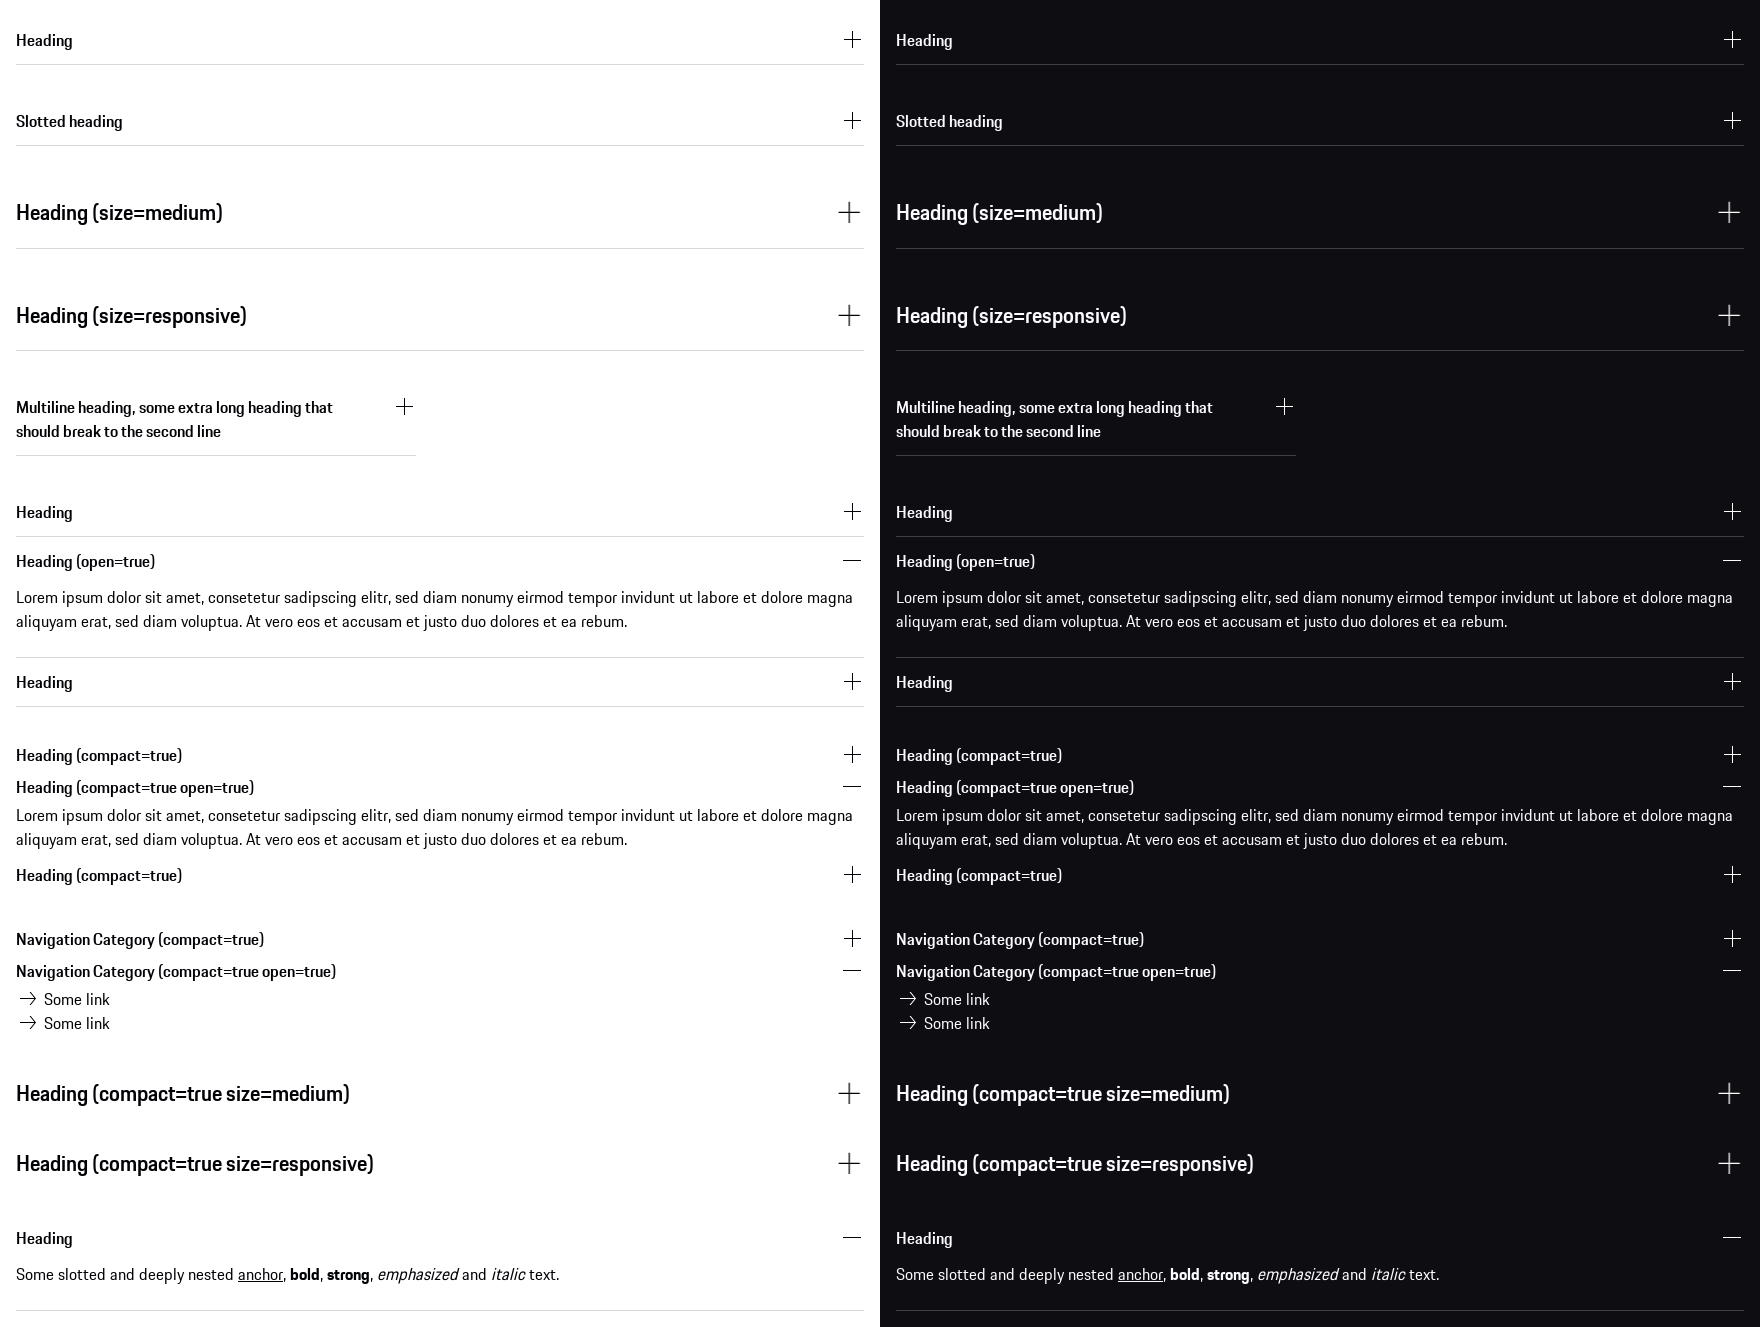 Heading
Slotted heading
Heading (size=medium)
Heading (size=responsive)
Multiline heading, some extra long heading that
should break to the second line
Heading
Heading (open=true)
Lorem ipsum dolor sit amet, consetetur sadipscing elitr, sed diam nonumy eirmod tempor invidunt ut labore et dolore magna
aliquyam erat, sed diam voluptua. At vero eos et accusam et justo duo dolores et ea rebum.
Heading
Heading (compact=true)
Heading (compact=true open=true)
Lorem ipsum dolor sit amet, consetetur sadipscing elitr, sed diam nonumy eirmod tempor invidunt ut labore et dolore magna
aliquyam erat, sed diam voluptua. At vero eos et accusam et justo duo dolores et ea rebum.
Heading (compact=true)
Navigation Category (compact=true)
Navigation Category (compact=true open=true)
Some link
Some link
Heading (compact=true size=medium)
Heading (compact=true size=responsive)
Heading
Some slotted and deeply nested anchor, bold, strong, emphasized and italic text.
Heading
Slotted heading
Heading (size=medium)
Heading (size=responsive)
Multiline heading, some extra long heading that
should break to the second line
Heading
Heading (open=true)
Lorem ipsum dolor sit amet, consetetur sadipscing elitr, sed diam nonumy eirmod tempor invidunt ut labore et dolore magna
aliquyam erat, sed diam voluptua. At vero eos et accusam et justo duo dolores et ea rebum.
Heading
Heading (compact=true)
Heading (compact=true open=true)
Lorem ipsum dolor sit amet, consetetur sadipscing elitr, sed diam nonumy eirmod tempor invidunt ut labore et dolore magna
aliquyam erat, sed diam voluptua. At vero eos et accusam et justo duo dolores et ea rebum.
Heading (compact=true)
Navigation Category (compact=true)
Navigation Category (compact=true open=true)
Some link
Some link
Heading (compact=true size=medium)
Heading (compact=true size=responsive)
Heading
Some slotted and deeply nested anchor, bold, strong, emphasized and italic text.